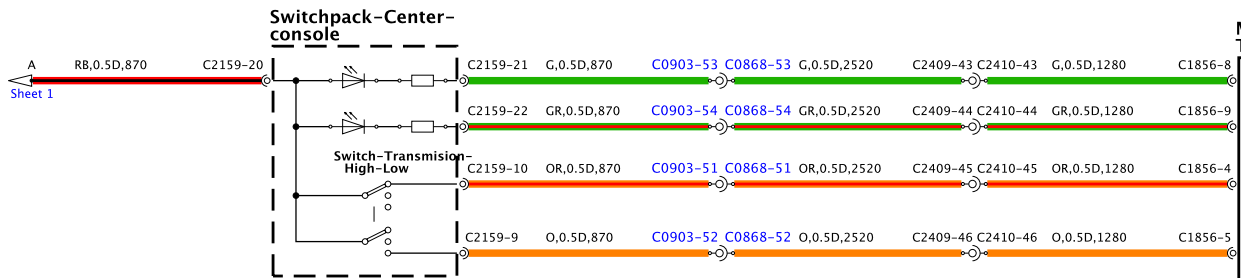 Switchpack-Center-
console
A RB,0.5D,870 C2159-20
Sheet 1
C2159-21 G,0.5D,870 C0903-53 C0868-53 G,0.5D,2520 C2409-43 C2410-43 G,0.5D,1280 C1856-8
C2159-22 GR,0.5D,870 C0903-54 C0868-54 GR,0.5D,2520 C2409-44 C2410-44 GR,0.5D,1280 C1856-9
Switch-Transmision-
High-Low
C2159-10 OR,0.5D,870 C0903-51 C0868-51 OR,0.5D,2520 C2409-45 C2410-45 OR,0.5D,1280 C1856-4
C2159-9 O,0.5D,870 C0903-52 C0868-52 O,0.5D,2520 C2409-46 C2410-46 O,0.5D,1280 C1856-5